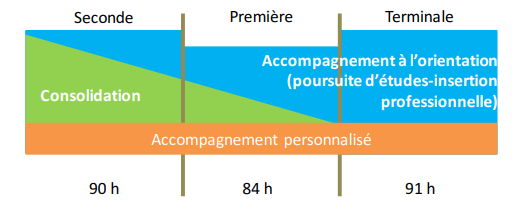 Seconde Première Terminale
Accompagnement à l'orientation
(poursuite d'études-insertion
professionnelle)
Consolidation
Accompagnement personnalisé
90 h 84 h 91 h